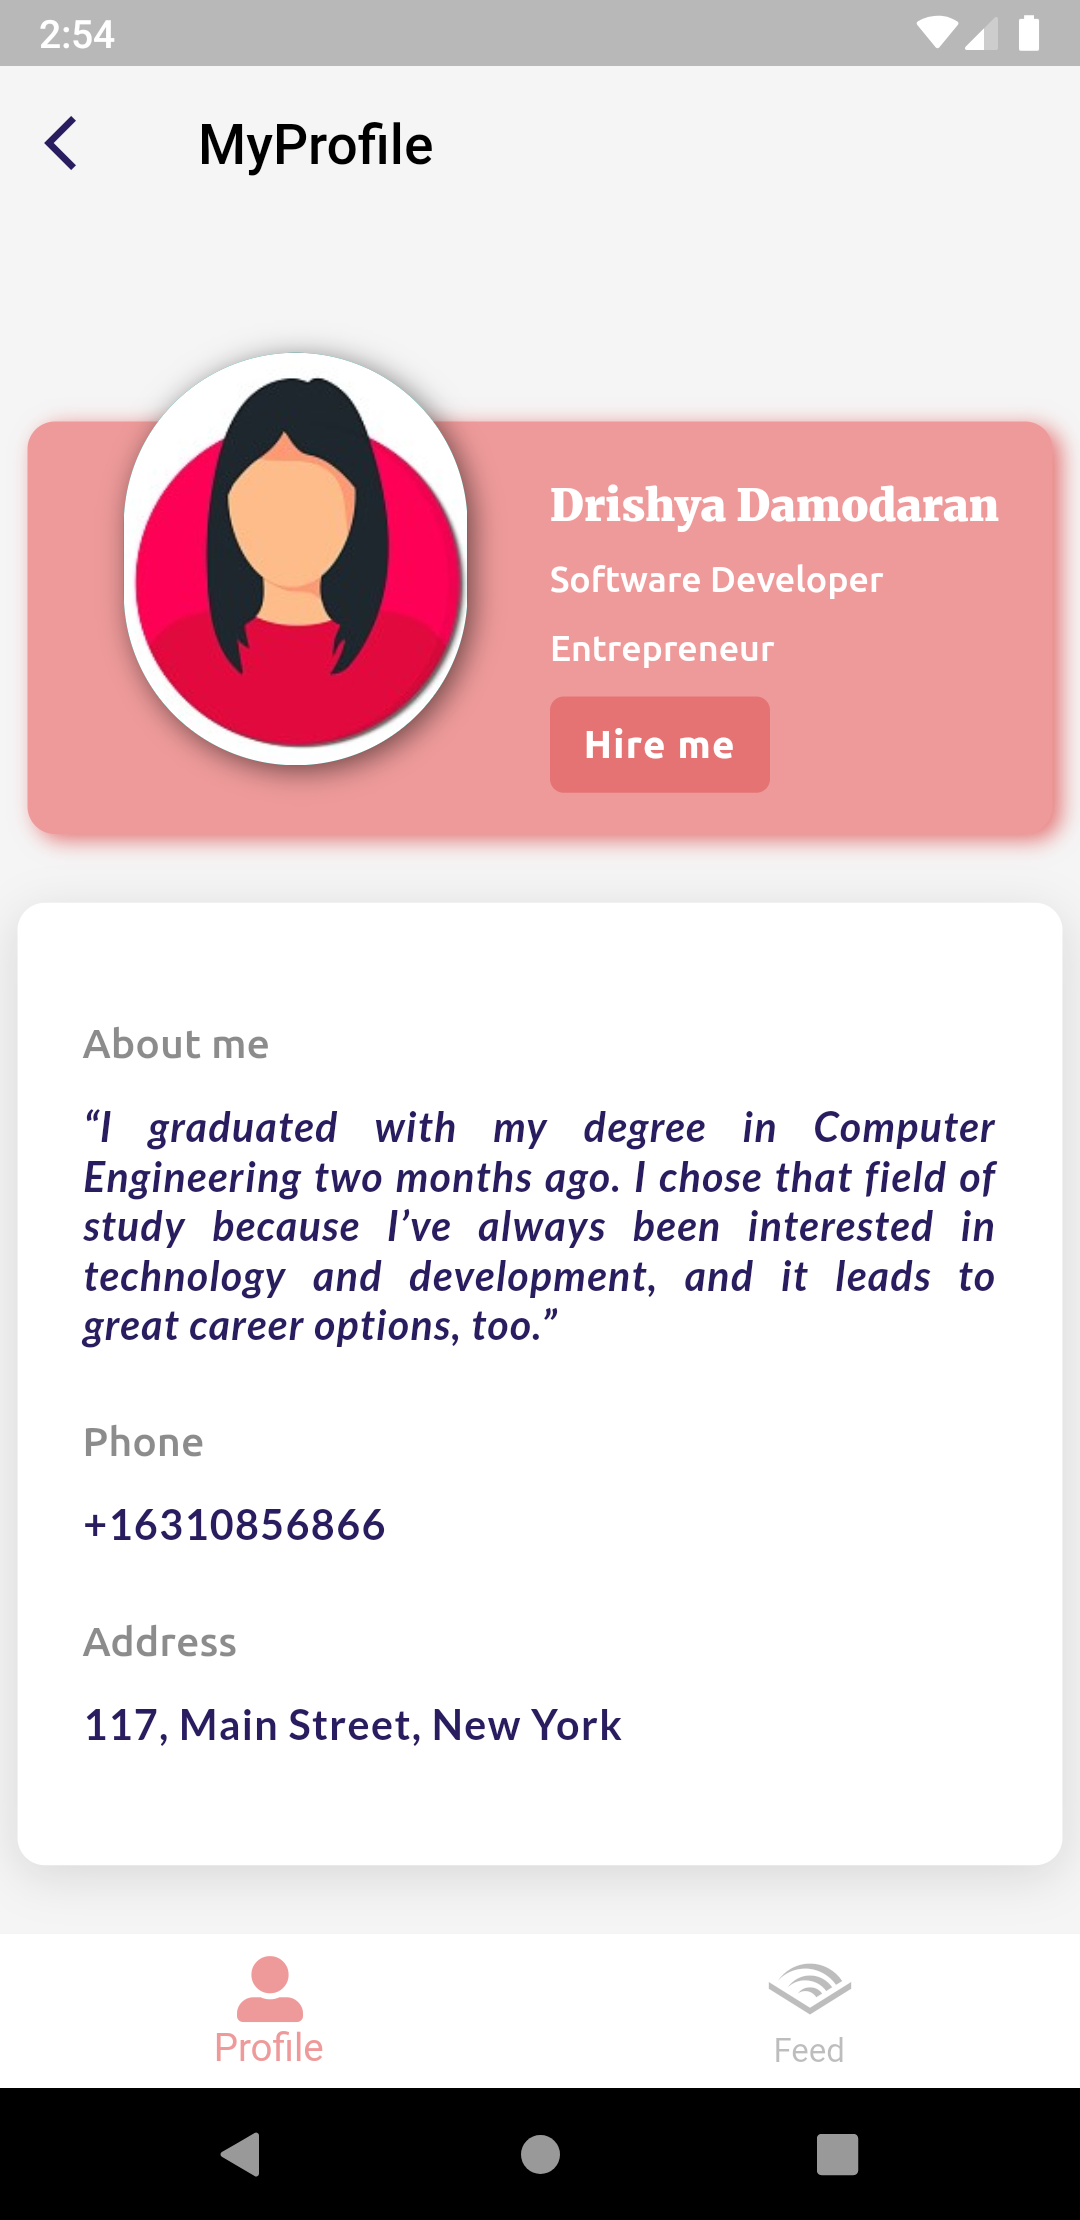 2:54
MyProfile
Drishya Damodaran
Software Developer
Entrepreneur
Hire me
About me
“I graduated with my degree in Computer
Engineering two months ago. I chose that field of
study because I’ve always been interested in
technology and development, and it leads to
great career options, too.”
Phone
+16310856866
Address
117, Main Street, New York
Profile
Feed